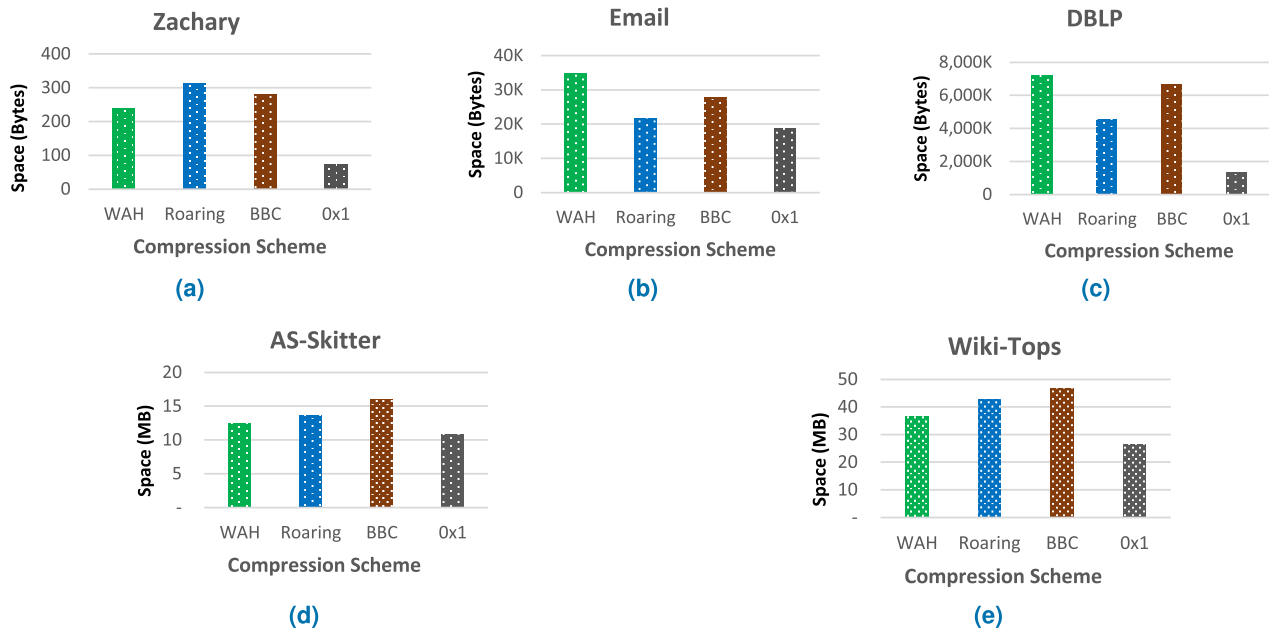 Zachary
Space (Bytes)
400
300
200
100
0
WAH Roaring BBC 0x1
Compression Scheme
(a)
Email
Space (Bytes)
40K
30K
20K
10K
0
WAH Roaring BBC 0x1
Compression Scheme
(b)
DBLP
Space (Bytes)
8,000K
6,000K
4,000K
2,000K
0
WAH Roaring BBC 0x1
Compression Scheme
(c)
AS-Skitter
Space (MB)
20
15
10
5
-
WAH Roaring BBC 0x1
Compression Scheme
(d)
Wiki-Tops
Space (MB)
50
40
30
20
10
-
WAH Roaring BBC 0x1
Compression Scheme
(e)